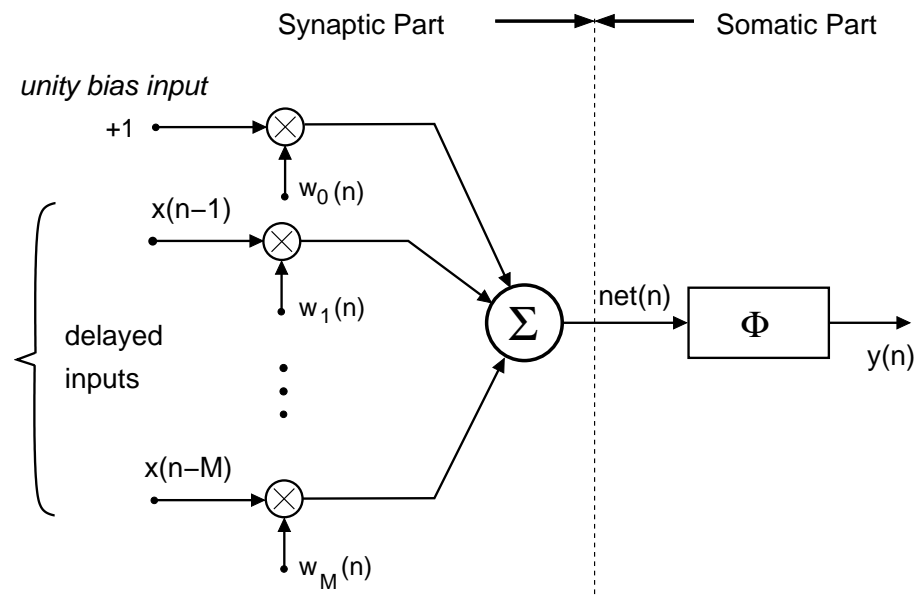 Synaptic Part
Somatic Part
unity bias input
+1
w0(n)
x(n−1)
w1(n)
delayed
inputs
Σ
net(n)
Φ
y(n)
x(n−M)
wM(n)